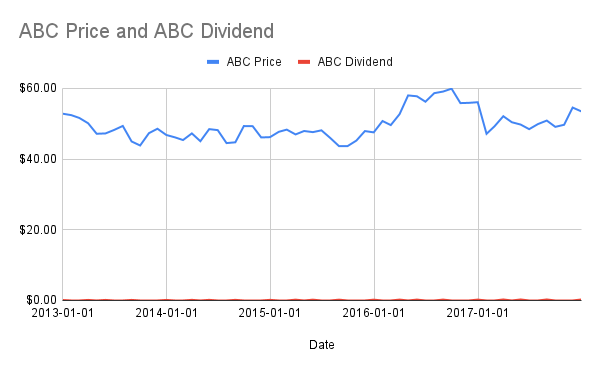 ABC Price and ABC Dividend
ABC Price ABC Dividend
$60.00
$40.00
$20.00
$0.00
2013-01-01 2014-01-01 2015-01-01 2016-01-01 2017-01-01
Date